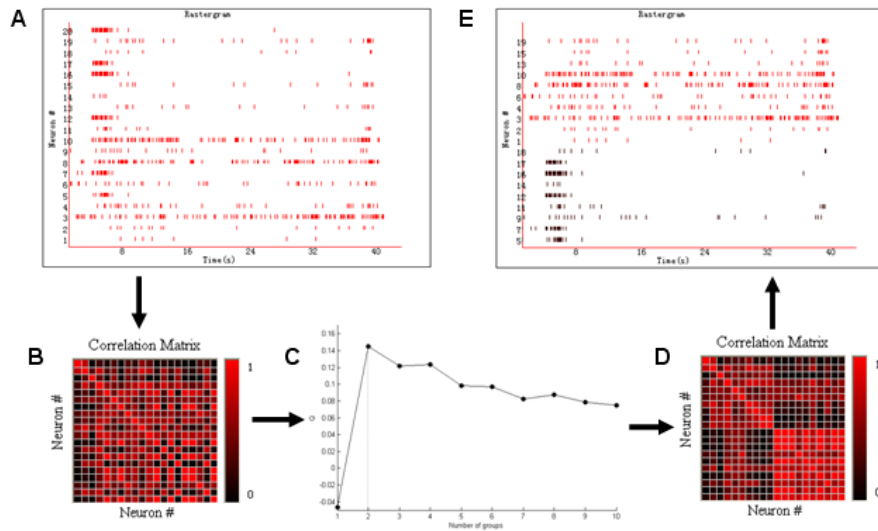 A
Rastergram
Neuron #
20
19
18
17
16
15
14
13
12
11
10
9
8
7
6
5
4
3
2
1
8 16 24 32 40
Time(s)
E
Rastergram
Neuron #
19
15
13
10
8
6
4
3
2
1
18
17
16
14
12
11
9
7
5
8 16 24 32 40
Time(s)
B
Correlation Matrix
Neuron #
Neuron #
1
0
C
0.16
0.14
0.12
0.1
0.08
0.06
0.04
0.02
0
-0.02
-0.04
G
1 2 3 4 5 6 7 8 9 10
Number of groups
D
Correlation Matrix
Neuron #
Neuron #
1
0